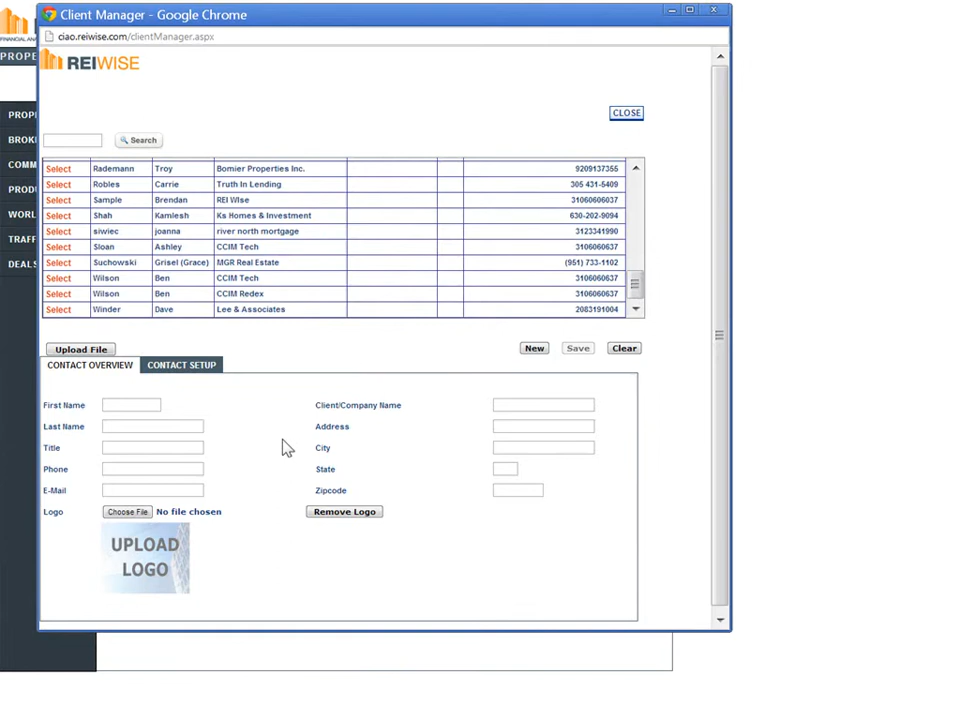 Client Manager - Google Chrome
ciao.reiwise.com/clientManager.aspx
REIWISE
FINANCIAL
PROPE
CLOSE
Search
PROP
BROK
COMM
PRODU
WORL
TRAFF
DEALS
Select Rademann Troy Bomier Properties Inc. 9209137355
Select Robles Carrie Truth In Lending 305 431-5409
Select Sample Brendan REI WIse 31060606037
Select Shah Kamlesh Ks Homes & Investment 630-202-9094
Select siwiec joanna river north mortgage 3123341990
Select Sloan Ashley CCIM Tech 3106060637
Select Suchowski Grisel (Grace) MGR Real Estate (951) 733-1102
Select Wilson Ben CCIM Tech 3106060637
Select Wilson Ben CCIM Redex 3106060637
Select Winder Dave Lee & Associates 2083191004
Upload File New Save Clear
CONTACT OVERVIEW CONTACT SETUP
First Name Client/Company Name
Last Name Address
Title City
Phone State
E-Mail Zipcode
Logo Choose File No file chosen Remove Logo
UPLOAD
LOGO